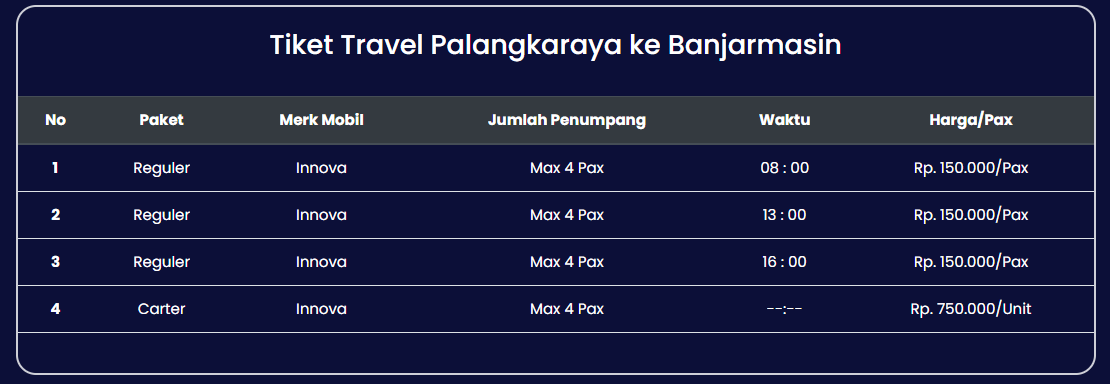 Tiket Travel Palangkaraya ke Banjarmasin
No Paket Merk Mobil Jumlah Penumpang Waktu Harga/Pax
1 Reguler Innova Max 4 Pax 08 : 00 Rp. 150.000/Pax
2 Reguler Innova Max 4 Pax 13 : 00 Rp. 150.000/Pax
3 Reguler Innova Max 4 Pax 16 : 00 Rp. 150.000/Pax
4 Carter Innova Max 4 Pax --:-- Rp. 750.000/Unit